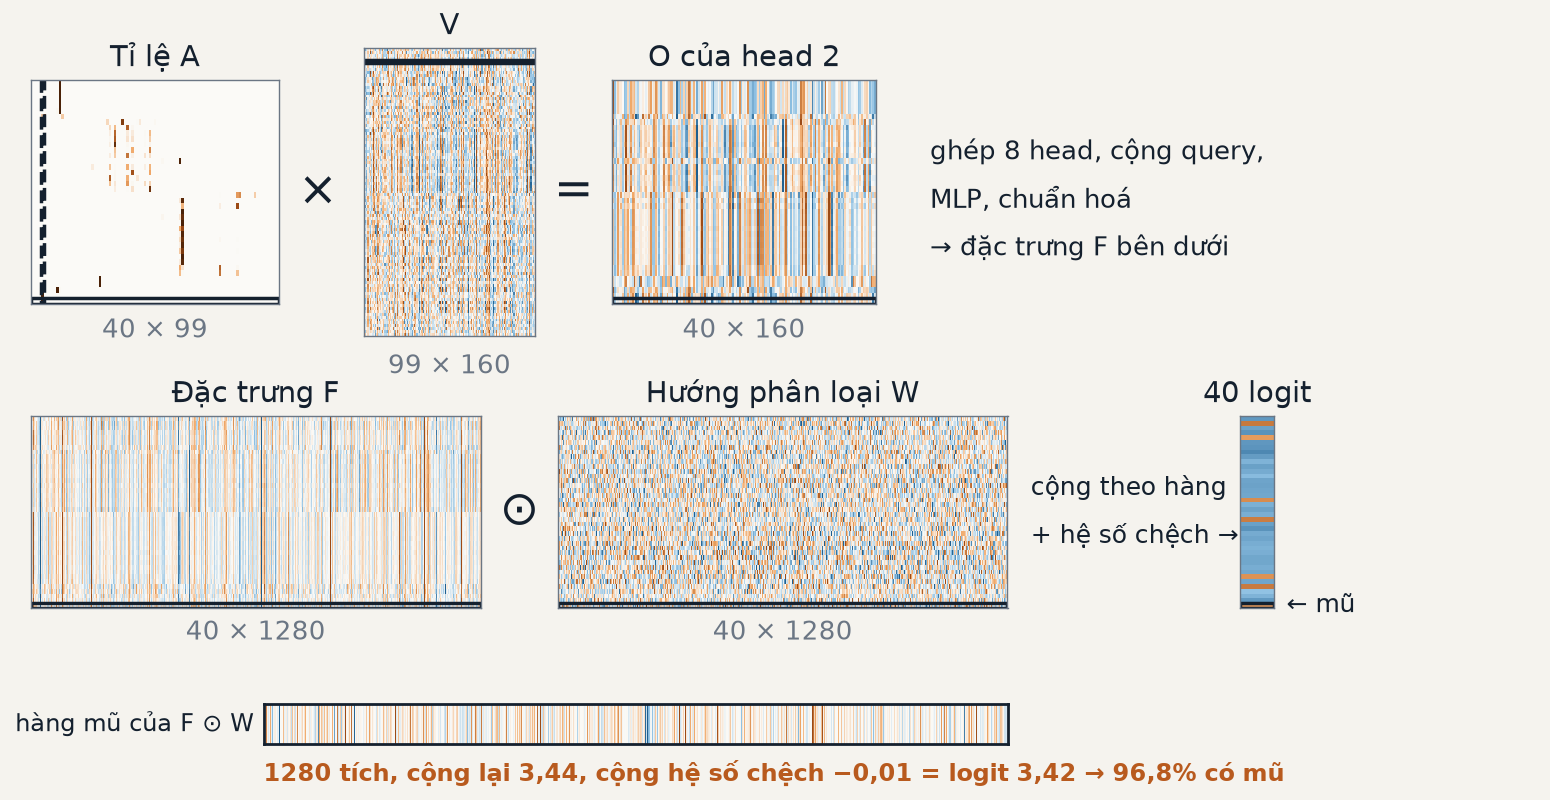 V
Tỉ lệ A
O của head 2
×
=
ghép 8 head, cộng query,
MLP, chuẩn hoá
→ đặc trưng F bên dưới
40 × 99
99 × 160
40 × 160
Đặc trưng F
Hướng phân loại W
40 logit
⊙
cộng theo hàng
+ hệ số chệch →
← mũ
40 × 1280
40 × 1280
hàng mũ của F ⊙ W
1280 tích, cộng lại 3,44, cộng hệ số chệch −0,01 = logit 3,42 → 96,8% có mũ